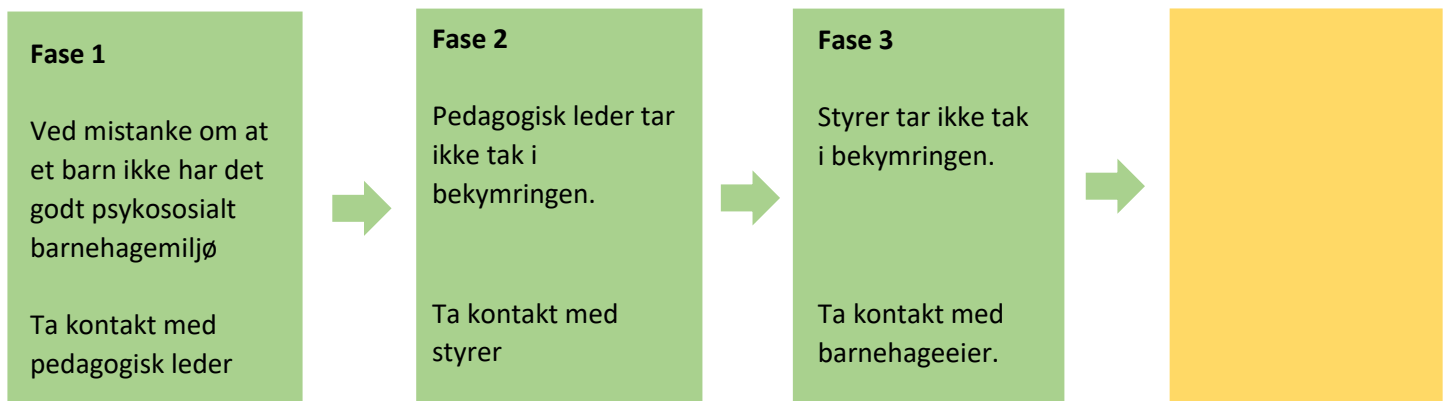 Fase 1
Ved mistanke om at
et barn ikke har det
godt psykososialt
barnehagemiljø
Ta kontakt med
pedagogisk leder
Fase 2
Pedagogisk leder tar
ikke tak i
bekymringen.
Ta kontakt med
styrer
Fase 3
Styrer tar ikke tak
i bekymringen.
Ta kontakt med
barnehageeier.